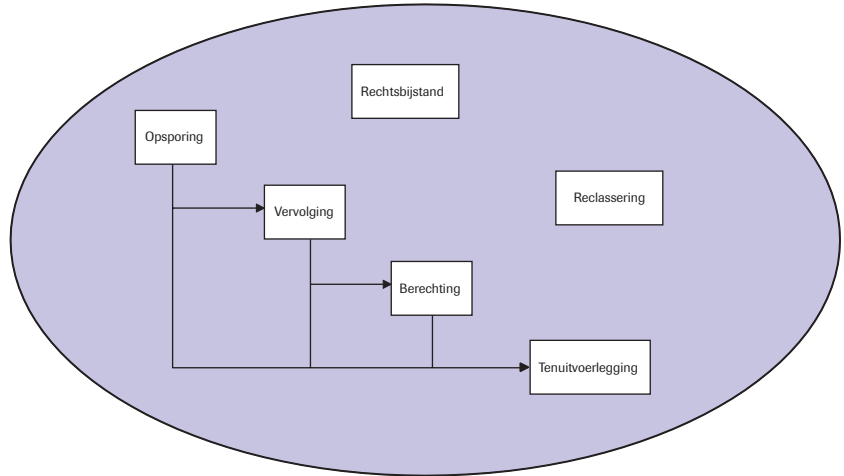 Rechtsbijstand
Opsporing
Reclassering
Vervolging
Berechting
Tenuitvoerlegging